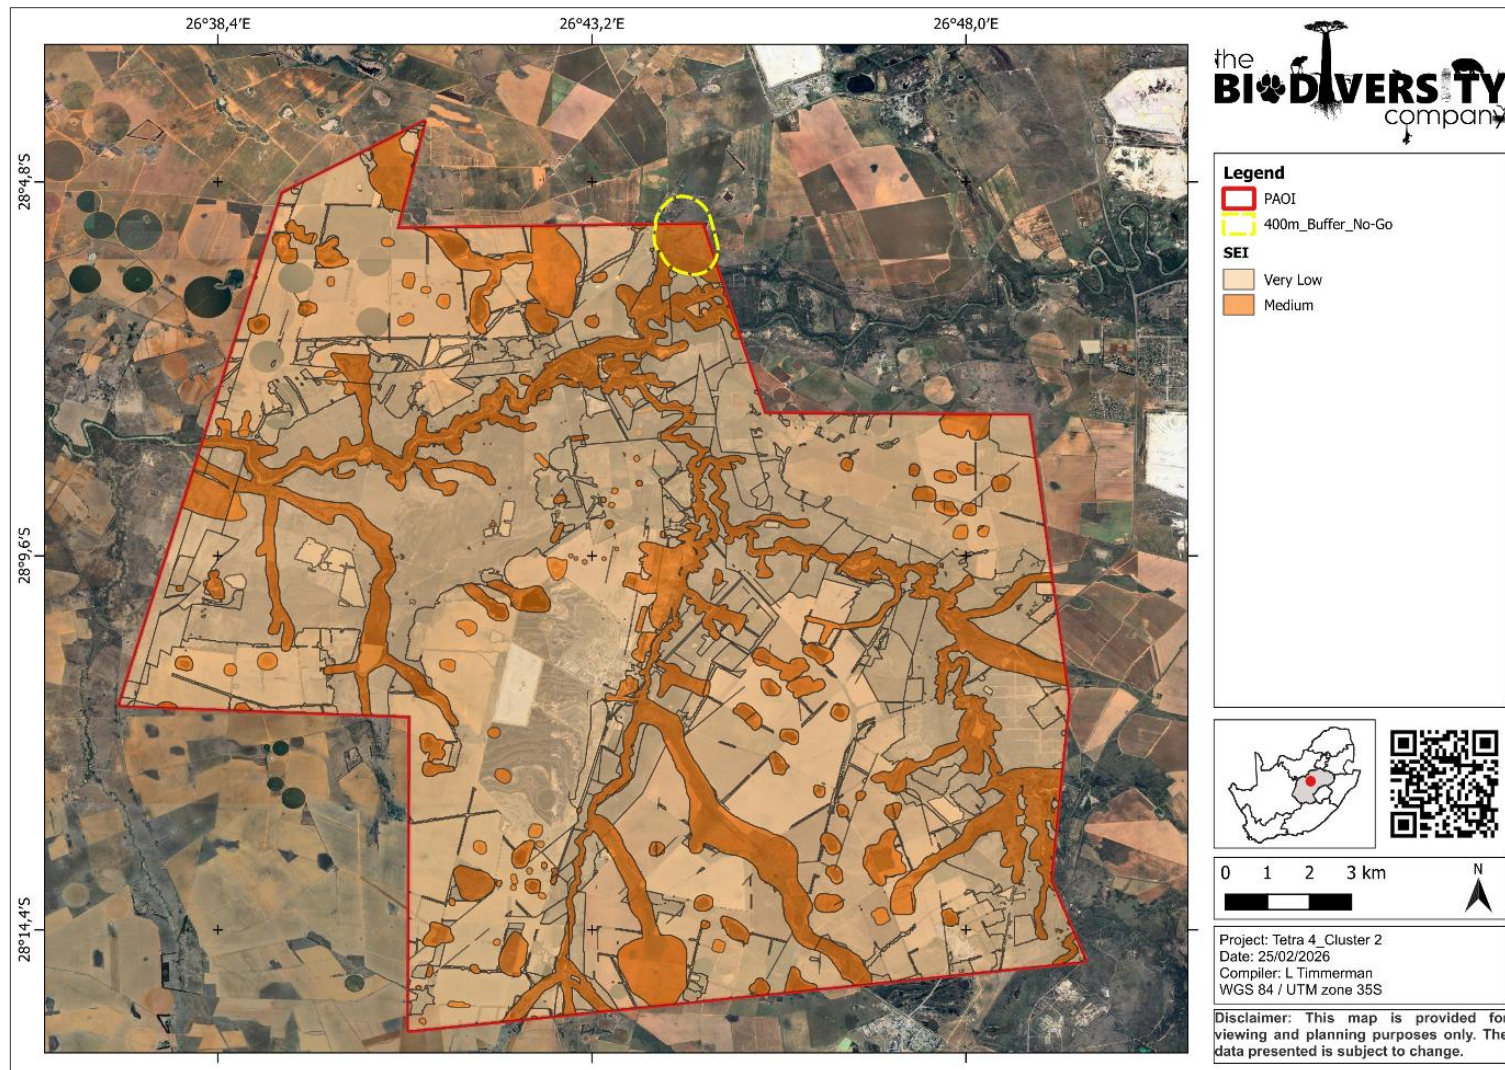 26°38,4'E 26°43,2'E 26°48,0'E
28°4,8'S
28°9,6'S
28°14,4'S
the
BIODIVERSITY
company
Legend
PAOI
400m_Buffer_No-Go
SEI
Very Low
Medium
0 1 2 3 km
N
Project: Tetra 4_Cluster 2
Date: 25/02/2026
Compiler: L Timmerman
WGS 84 / UTM zone 35S
Disclaimer: This map is provided for
viewing and planning purposes only. The
data presented is subject to change.